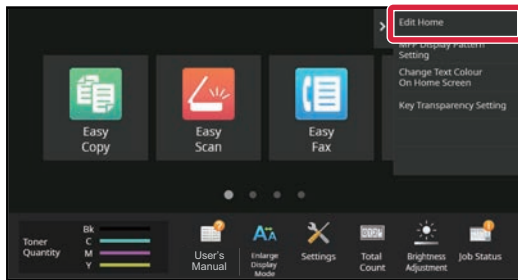 Edit Home
MFP Display Pattern
Setting
Change Text Colour
On Home Screen
Key Transparency Setting
Easy
Copy
Easy
Scan
Easy
Fax
Toner
Quantity
Bk
C
M
Y
User's
Manual
Enlarge
Display
Mode
Settings
Total
Count
Brightness
Adjustment
Job Status